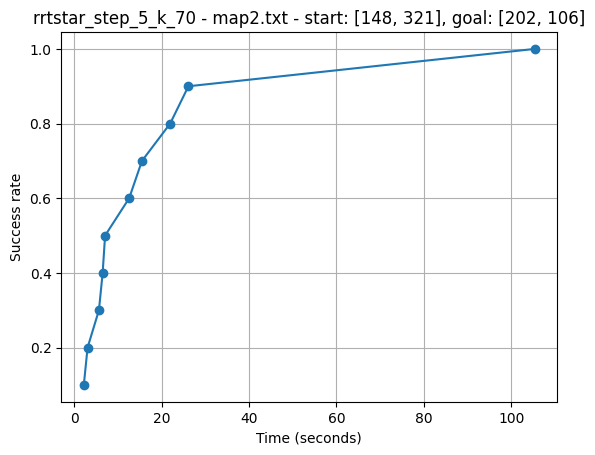 rrtstar_step_5_k_70 - map2.txt - start: [148, 321], goal: [202, 106]
1.0
0.8
0.6
0.4
0.2
Success rate
0 20 40 60 80 100
Time (seconds)